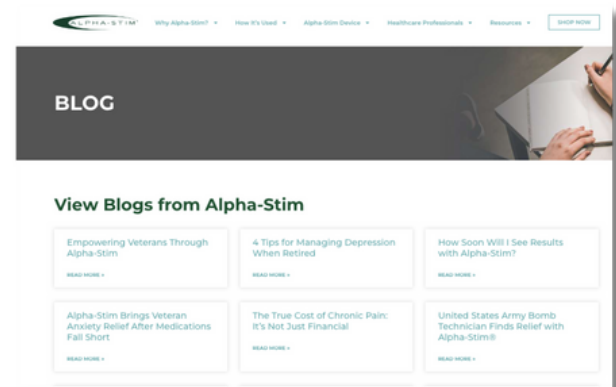 ALPHA-STIM® Why Alpha-Stim? How It's Used Alpha-Stim Device Healthcare Professionals Resources SHOP NOW
BLOG
View Blogs from Alpha-Stim
Empowering Veterans Through
Alpha-Stim
READ MORE »
4 Tips for Managing Depression
When Retired
READ MORE »
How Soon Will I See Results
with Alpha-Stim?
READ MORE »
Alpha-Stim Brings Veteran
Anxiety Relief After Medications
Fall Short
READ MORE »
The True Cost of Chronic Pain:
It's Not Just Financial
READ MORE »
United States Army Bomb
Technician Finds Relief with
Alpha-Stim®
READ MORE »